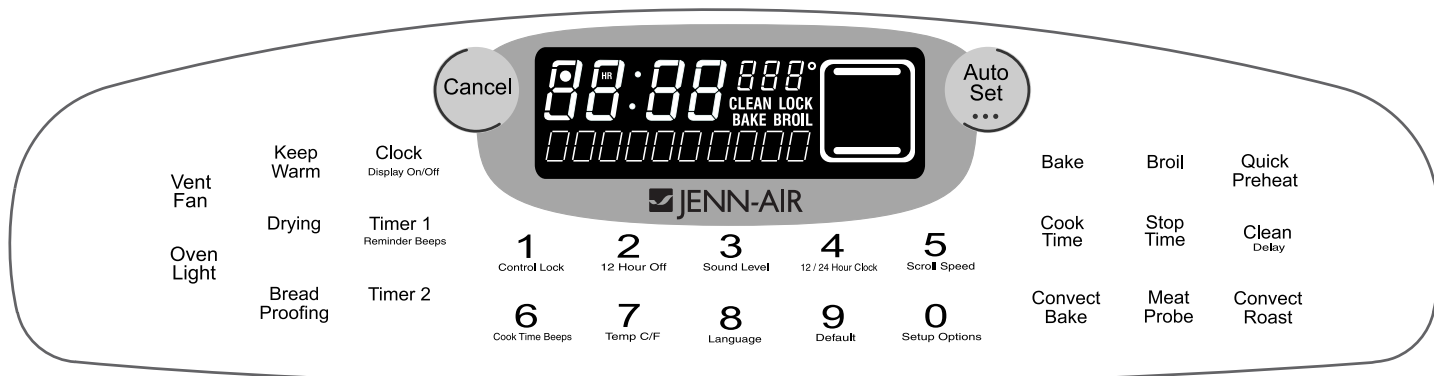 Cancel
88:88
HR
888°
CLEAN LOCK
BAKE BROIL
Auto
Set
JENN-AIR
Vent
Fan
Oven
Light
Keep
Warm
Drying
Bread
Proofing
Clock
Display On/Off
Timer 1
Reminder Beeps
Timer 2
1
Control Lock
2
12 Hour Off
3
Sound Level
4
12 / 24 Hour Clock
5
Scroll Speed
6
Cook Time Beeps
7
Temp C/F
8
Language
9
Default
0
Setup Options
Bake
Broil
Quick
Preheat
Cook
Time
Stop
Time
Clean
Delay
Convect
Bake
Meat
Probe
Convect
Roast